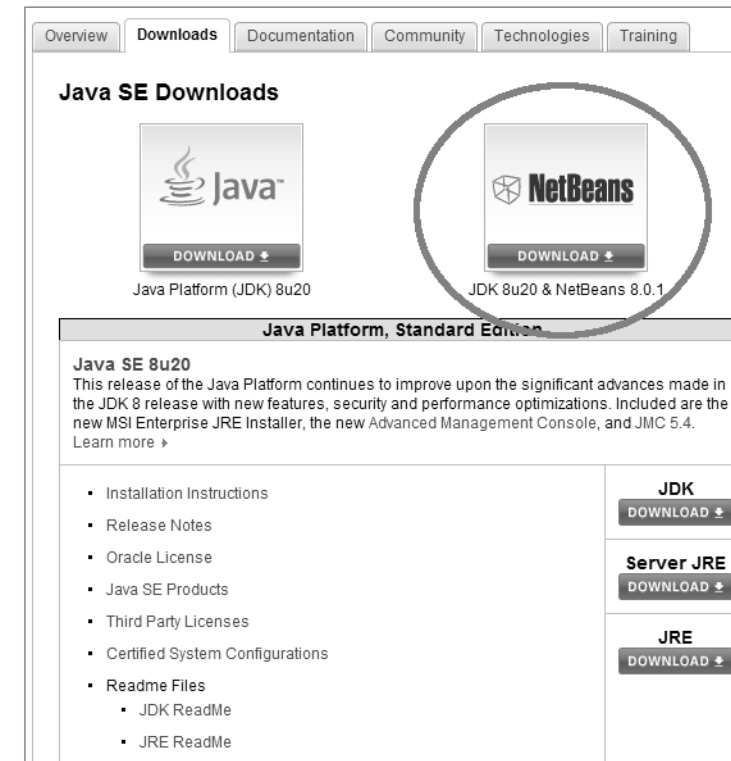 Overview Downloads Documentation Community Technologies Training
Java SE Downloads
Java™
DOWNLOAD
Java Platform (JDK) 8u20
NetBeans
DOWNLOAD
JDK 8u20 & NetBeans 8.0.1
Java Platform, Standard Edition
Java SE 8u20
This release of the Java Platform continues to improve upon the significant advances made in
the JDK 8 release with new features, security and performance optimizations. Included are the
new MSI Enterprise JRE Installer, the new Advanced Management Console, and JMC 5.4.
Learn more
Installation Instructions
Release Notes
Oracle License
Java SE Products
Third Party Licenses
Certified System Configurations
Readme Files
JDK ReadMe
JRE ReadMe
JDK
DOWNLOAD
Server JRE
DOWNLOAD
JRE
DOWNLOAD